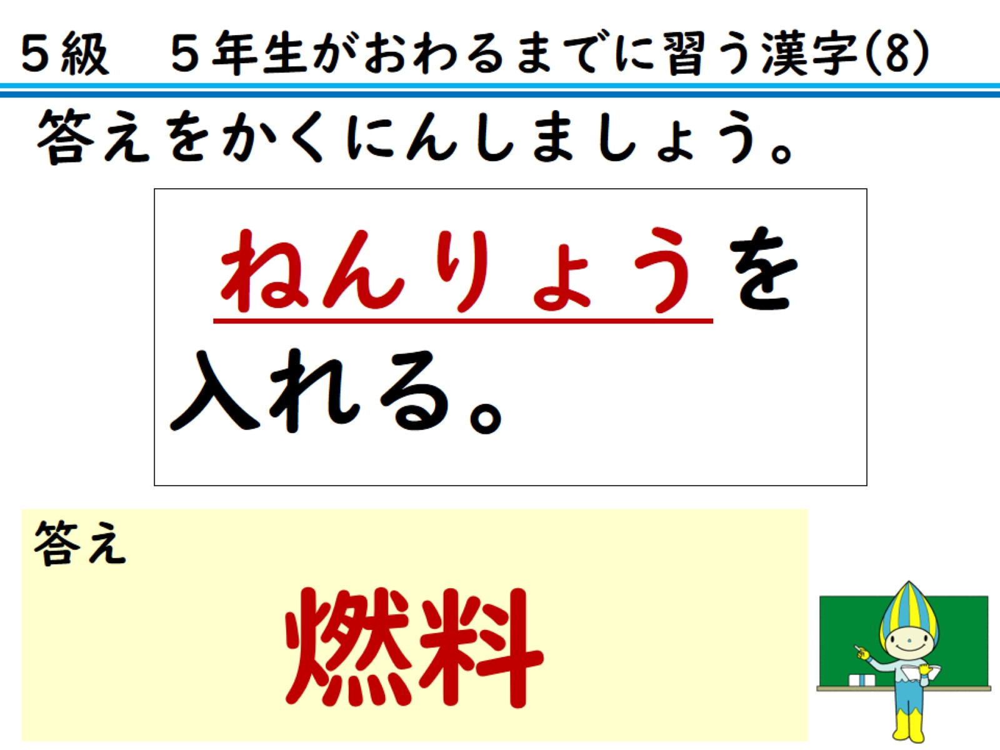 ５級　５年生がおわるまでに習う漢字(8)
答えをかくにんしましょう。
ねんりょうを
入れる。
答え
燃料